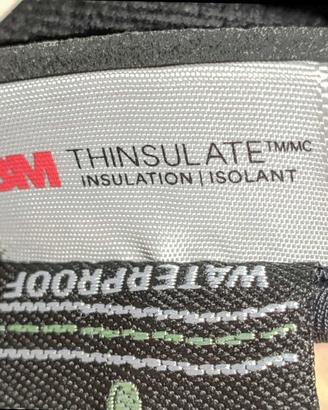 3M THINSULATE™/MC
INSULATION | ISOLANT
WATERPROOF